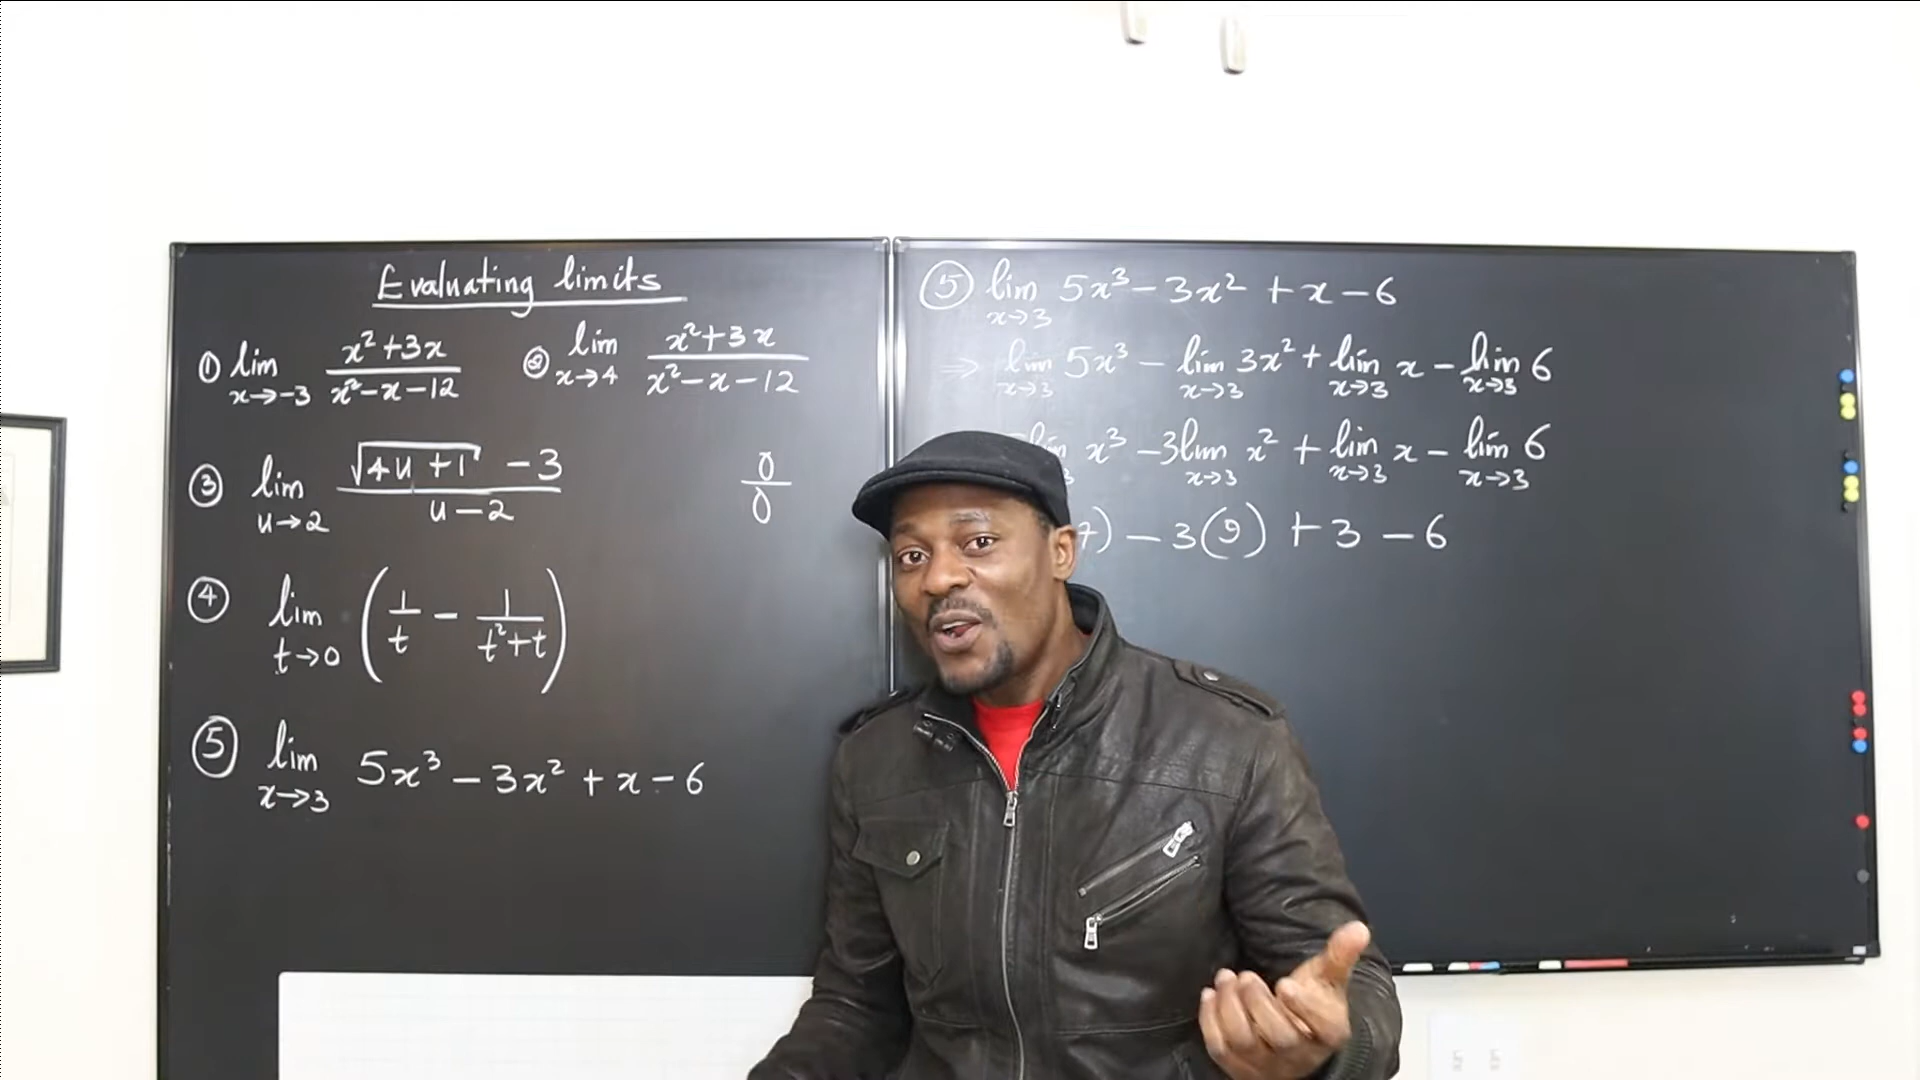 Evaluating limits
① lim x→-3 x²+3x / x²-x-12
② lim x→4 x²+3x / x²-x-12
③ lim u→2 √4u+1 -3 / u-2
0/0
④ lim t→0 (1/t - 1/t²+t)
⑤ lim x→3 5x³-3x²+x-6
⑤ lim x→3 5x³-3x²+x-6
⇒ lim x→3 5x³ - lim x→3 3x² + lim x→3 x - lim x→3 6
lim x³ - 3lim x→3 x² + lim x→3 x - lim x→3 6
7) - 3(9) + 3 - 6